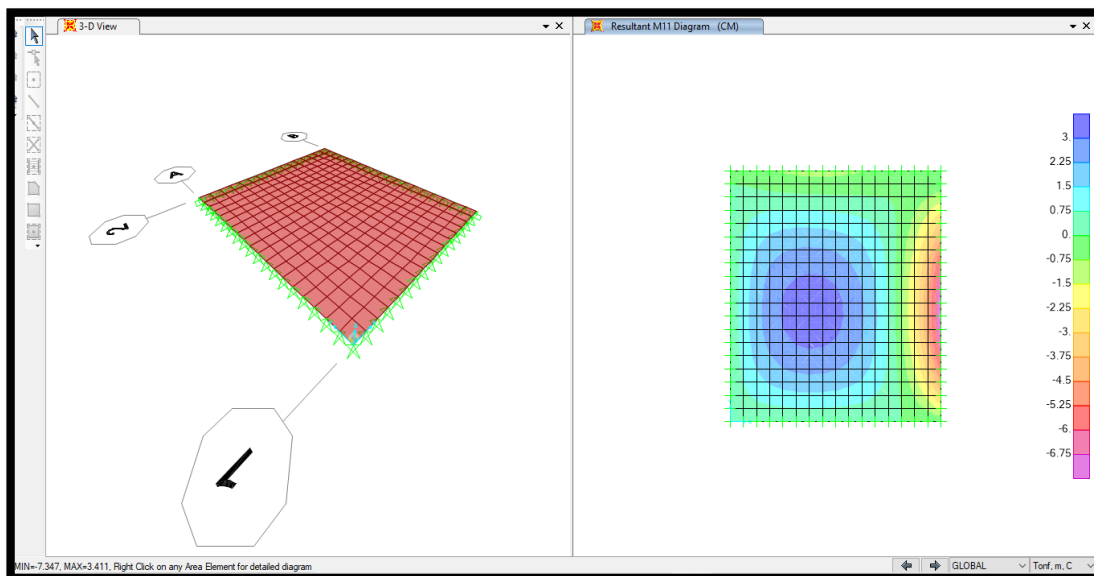 3-D View
Resultant M11 Diagram (CM)
B
A
2
1
3.
2.25
1.5
0.75
0.
-0.75
-1.5
-2.25
-3.
-3.75
-4.5
-5.25
-6.
-6.75
MIN=-7.347, MAX=3.411, Right Click on any Area Element for detailed diagram
GLOBAL
Tonf, m, C